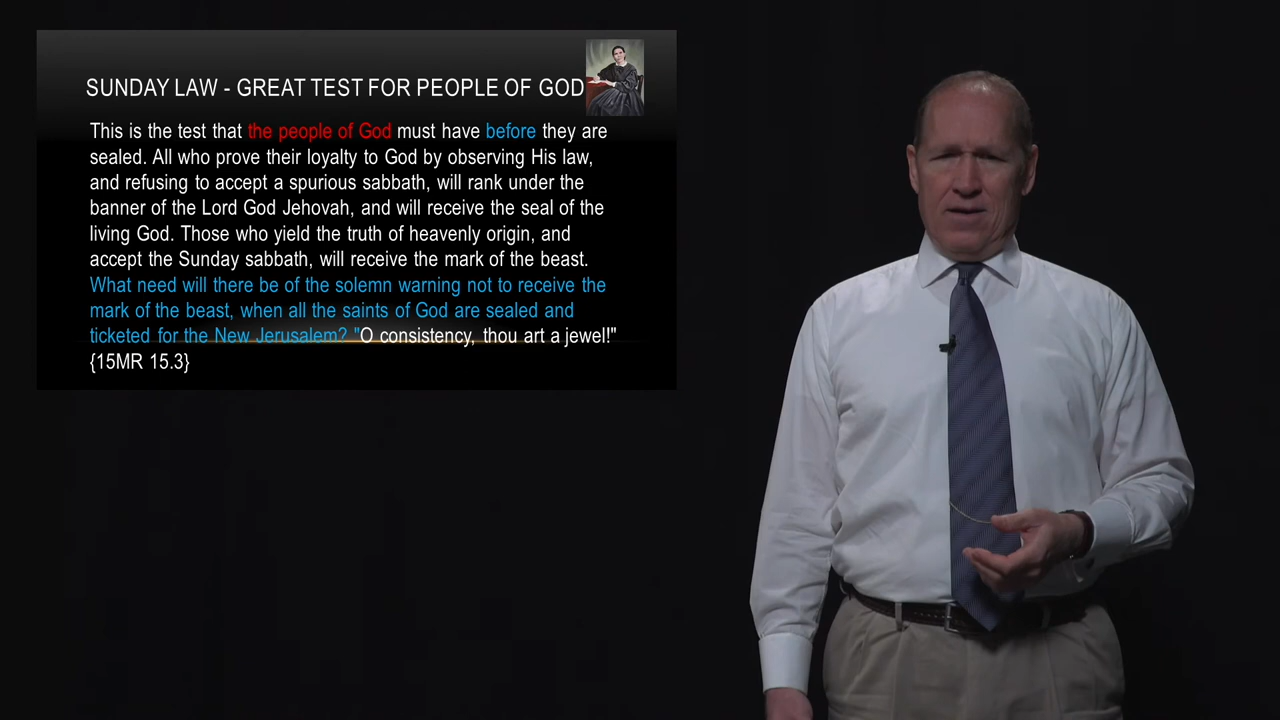 SUNDAY LAW - GREAT TEST FOR PEOPLE OF GOD
This is the test that the people of God must have before they are
sealed. All who prove their loyalty to God by observing His law,
and refusing to accept a spurious sabbath, will rank under the
banner of the Lord God Jehovah, and will receive the seal of the
living God. Those who yield the truth of heavenly origin, and
accept the Sunday sabbath, will receive the mark of the beast.
What need will there be of the solemn warning not to receive the
mark of the beast, when all the saints of God are sealed and
ticketed for the New Jerusalem? "O consistency, thou art a jewel!"
{15MR 15.3}